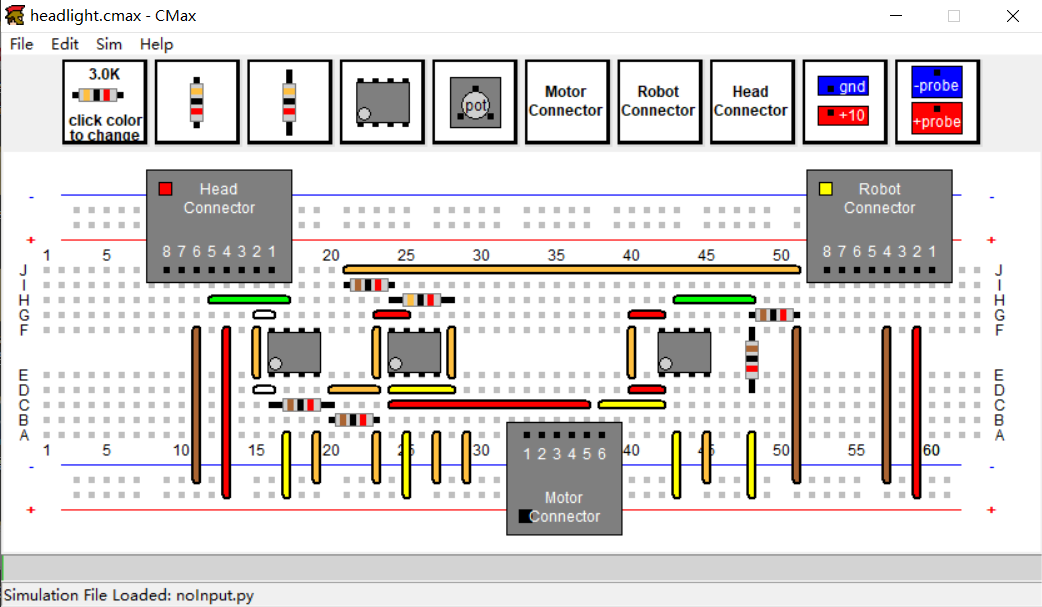 headlight.cmax - CMax
File Edit Sim Help
3.0K
click color
to change
pot
Motor
Connector
Robot
Connector
Head
Connector
gnd
+10
-probe
+probe
Head
Connector
8 7 6 5 4 3 2 1
Robot
Connector
8 7 6 5 4 3 2 1
- -
+ +
1 5 20 25 30 35 40 45 50
J J
I I
H H
G G
F F
E E
D D
C C
B B
A A
1 5 10 15 20 25 30 40 45 50 55 60
- -
+ +
1 2 3 4 5 6
Motor
Connector
Simulation File Loaded: noInput.py